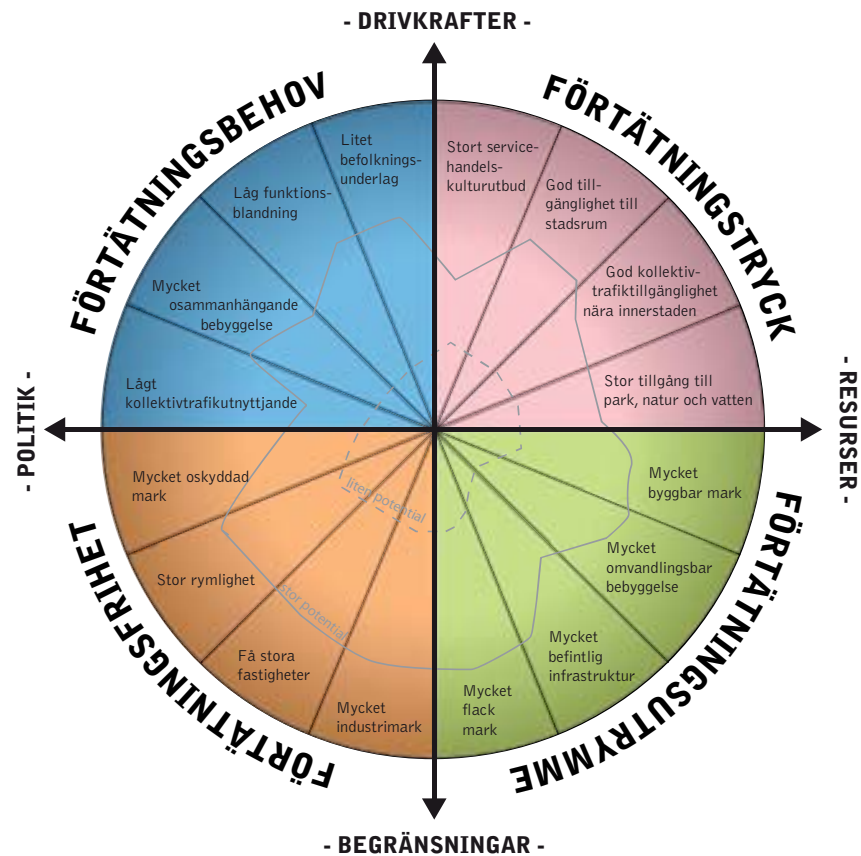 - DRIVKRAFTER -
FÖRTÄTNINGSBEHOV
FÖRTÄTNINGSTRYCK
Litet
befolknings-
underlag
Låg funktions-
blandning
Mycket
osammanhängande
bebyggelse
Lågt
kollektivtrafikutnyttjande
Stort service-
handels-
kulturutbud
God till-
gänglighet till
stadsrum
God kollektiv-
trafiktillgänglighet
nära innerstaden
Stor tillgång till
park, natur och vatten
- POLITIK -
- RESURSER -
Mycket oskyddad
mark
Stor rymlighet
Få stora
fastigheter
Mycket
industrimark
liten potential
stor potential
Mycket
byggbar mark
Mycket
omvandlingsbar
bebyggelse
Mycket
befintlig
infrastruktur
Mycket
flack
mark
FÖRTÄTNINGSFRIHET
FÖRTÄTNINGSUTRYMME
- BEGRÄNSNINGAR -